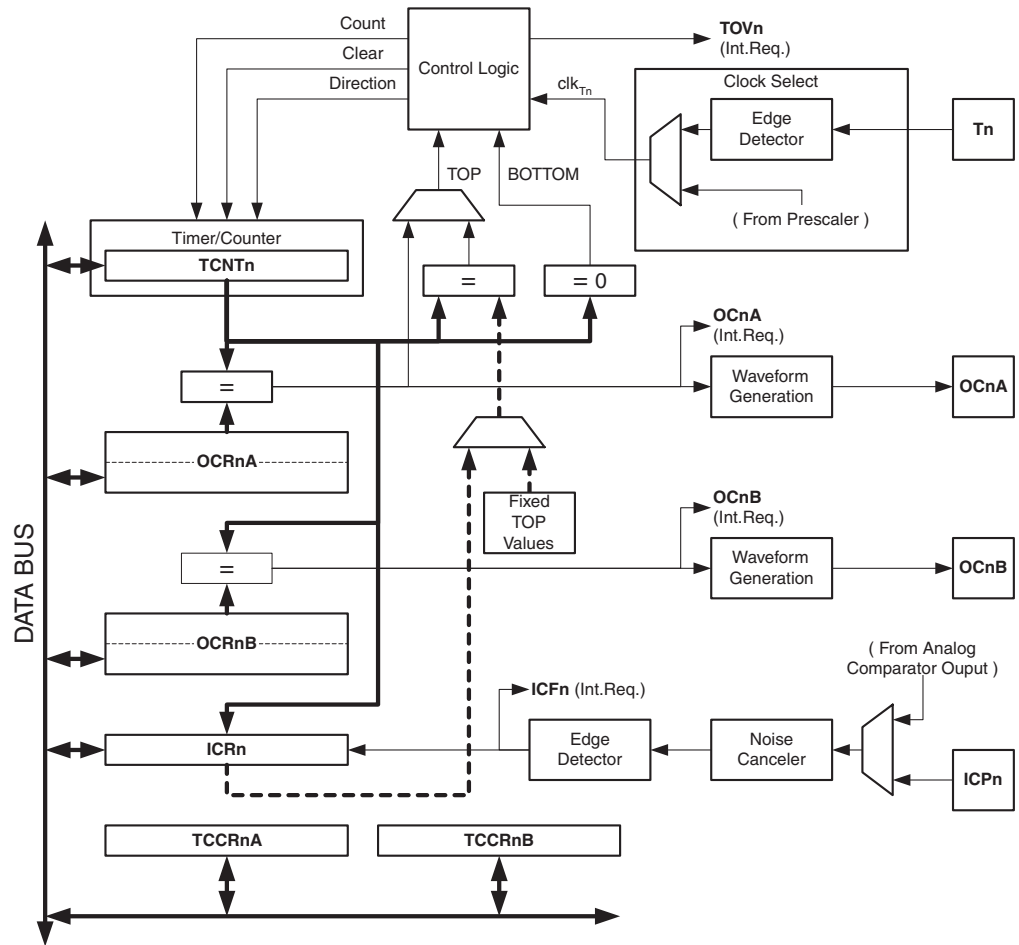 Count
Clear
Direction
Control Logic
TOVn
(Int.Req.)
clkTn
Clock Select
Edge
Detector
Tn
( From Prescaler )
TOP
BOTTOM
Timer/Counter
TCNTn
=
= 0
OCnA
(Int.Req.)
=
Waveform
Generation
OCnA
OCRnA
Fixed
TOP
Values
OCnB
(Int.Req.)
=
Waveform
Generation
OCnB
OCRnB
DATA BUS
( From Analog
Comparator Ouput )
ICFn (Int.Req.)
ICRn
Edge
Detector
Noise
Canceler
ICPn
TCCRnA
TCCRnB